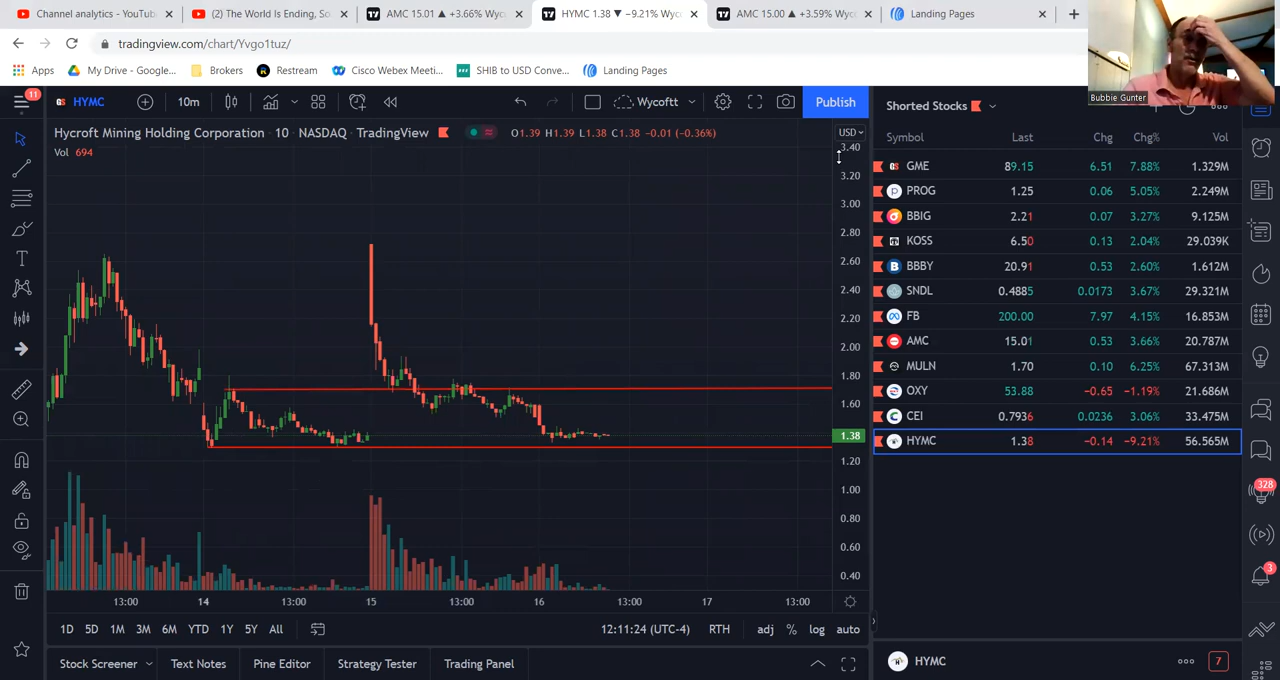 Channel analytics - YouTub
(2) The World Is Ending, So
AMC 15.01 ▲ +3.66% Wyc
HYMC 1.38 ▼ −9.21% Wyc
AMC 15.00 ▲ +3.59% Wyc
Landing Pages
tradingview.com/chart/Yvgo1tuz/
Apps
My Drive - Google...
Brokers
Restream
Cisco Webex Meeti...
SHIB to USD Conve...
Landing Pages
Bubbie Gunter
11
HYMC
10m
Wycoftt
Publish
Shorted Stocks
Hycroft Mining Holding Corporation · 10 · NASDAQ · TradingView
O1.39 H1.39 L1.38 C1.38 −0.01 (−0.36%)
USD
Vol 694
Symbol Last Chg Chg% Vol
GME 89.15 6.51 7.88% 1.329M
PROG 1.25 0.06 5.05% 2.249M
BBIG 2.21 0.07 3.27% 9.125M
KOSS 6.50 0.13 2.04% 29.039K
BBBY 20.91 0.53 2.60% 1.612M
SNDL 0.4885 0.0173 3.67% 29.321M
FB 200.00 7.97 4.15% 16.853M
AMC 15.01 0.53 3.66% 20.787M
MULN 1.70 0.10 6.25% 67.313M
OXY 53.88 −0.65 −1.19% 21.686M
CEI 0.7936 0.0236 3.06% 33.475M
HYMC 1.38 −0.14 −9.21% 56.565M
3.40
3.20
3.00
2.80
2.60
2.40
2.20
2.00
1.80
1.60
1.38
1.20
1.00
0.80
0.60
0.40
328
3
13:00 14 13:00 15 13:00 16 13:00 17 13:00
1D 5D 1M 3M 6M YTD 1Y 5Y All
12:11:24 (UTC-4) RTH adj % log auto
Stock Screener Text Notes Pine Editor Strategy Tester Trading Panel
HYMC
7